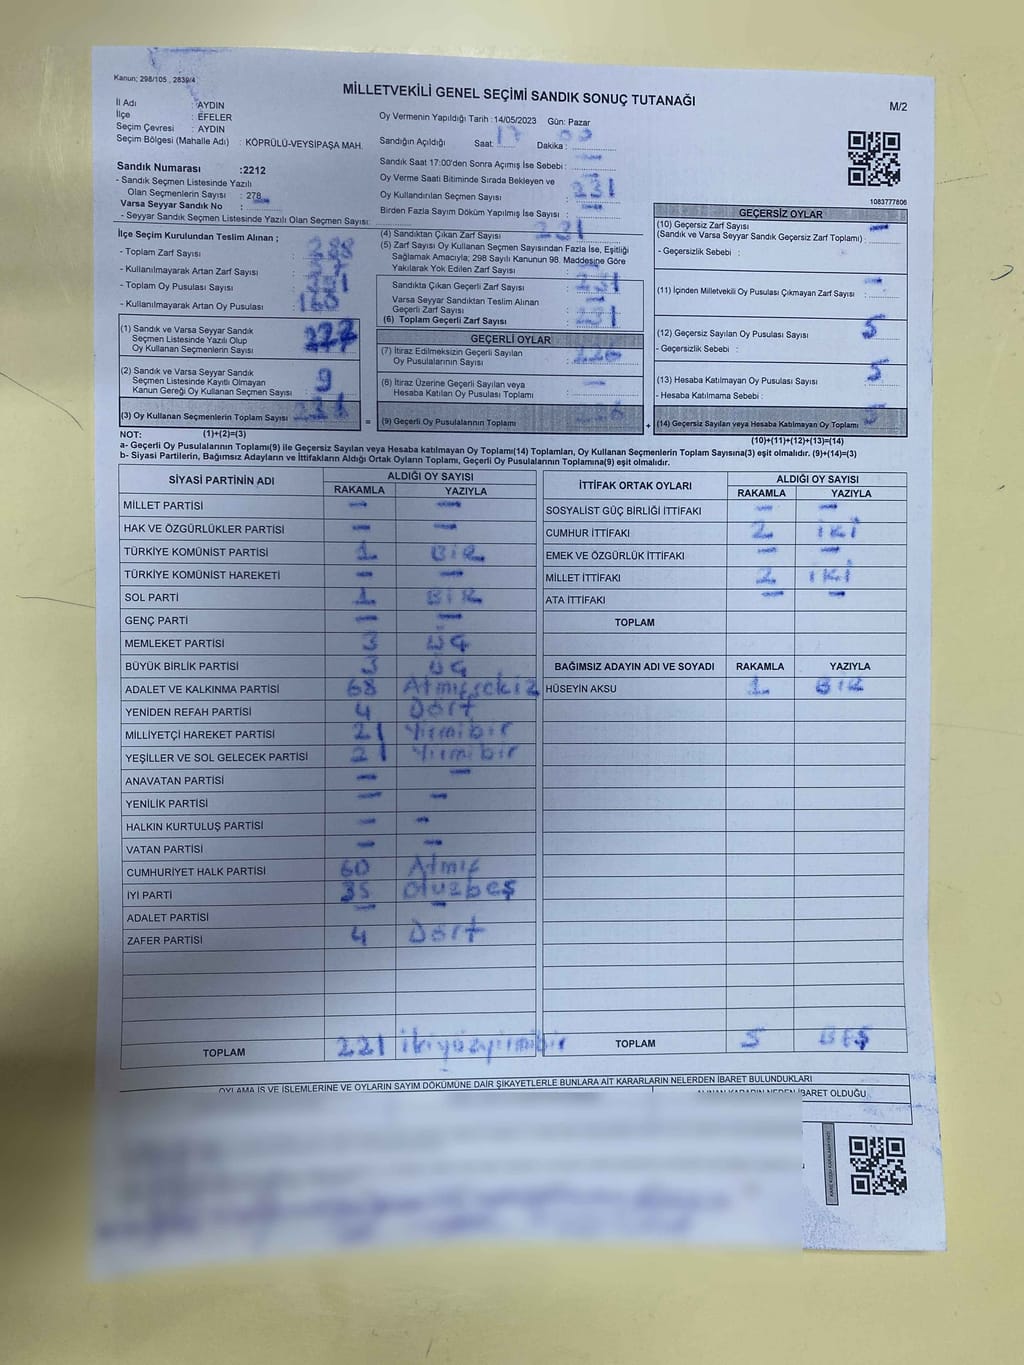 Kanun; 298/105 , 2839/4
MİLLETVEKİLİ GENEL SEÇİMİ SANDIK SONUÇ TUTANAĞI
M/2
İl Adı : AYDIN
İlçe : EFELER
Seçim Çevresi : AYDIN
Seçim Bölgesi (Mahalle Adı) : KÖPRÜLÜ-VEYSİPAŞA MAH.
Oy Vermenin Yapıldığı Tarih : 14/05/2023 Gün: Pazar
Sandığın Açıldığı Saat: 17 Dakika : 00
Sandık Saat 17:00'den Sonra Açımış İse Sebebi : —
Oy Verme Saati Bitiminde Sırada Bekleyen ve
Oy Kullandırılan Seçmen Sayısı : 231
Birden Fazla Sayım Döküm Yapılmış İse Sayısı : —
Sandık Numarası :2212
- Sandık Seçmen Listesinde Yazılı
Olan Seçmenlerin Sayısı : 278
Varsa Seyyar Sandık No :
- Seyyar Sandık Seçmen Listesinde Yazılı Olan Seçmen Sayısı:
1083777806
İlçe Seçim Kurulundan Teslim Alınan ;
- Toplam Zarf Sayısı :
- Kullanılmayarak Artan Zarf Sayısı :
- Toplam Oy Pusulası Sayısı :
- Kullanılmayarak Artan Oy Pusulası :
(1) Sandık ve Varsa Seyyar Sandık
Seçmen Listesinde Yazılı Olup
Oy Kullanan Seçmenlerin Sayısı
(2) Sandık ve Varsa Seyyar Sandık
Seçmen Listesinde Kayıtlı Olmayan
Kanun Gereği Oy Kullanan Seçmen Sayısı 9
(3) Oy Kullanan Seçmenlerin Toplam Sayısı
(1)+(2)=(3)
(4) Sandıktan Çıkan Zarf Sayısı : 231
(5) Zarf Sayısı Oy Kullanan Seçmen Sayısından Fazla İse, Eşitliği
Sağlamak Amacıyla; 298 Sayılı Kanunun 98. Maddesine Göre
Yakılarak Yok Edilen Zarf Sayısı :
Sandıkta Çıkan Geçerli Zarf Sayısı : 231
Varsa Seyyar Sandıktan Teslim Alınan
Geçerli Zarf Sayısı : —
(6) Toplam Geçerli Zarf Sayısı : 231
GEÇERLİ OYLAR
(7) İtiraz Edilmeksizin Geçerli Sayılan
Oy Pusulalarının Sayısı : 226
(8) İtiraz Üzerine Geçerli Sayılan veya
Hesaba Katılan Oy Pusulası Toplamı —
= (9) Geçerli Oy Pusulalarının Toplamı
GEÇERSİZ OYLAR
(10) Geçersiz Zarf Sayısı
(Sandık ve Varsa Seyyar Sandık Geçersiz Zarf Toplamı) : —
- Geçersizlik Sebebi :
(11) İçinden Milletvekili Oy Pusulası Çıkmayan Zarf Sayısı : —
(12) Geçersiz Sayılan Oy Pusulası Sayısı : 5
- Geçersizlik Sebebi :
(13) Hesaba Katılmayan Oy Pusulası Sayısı : 5
- Hesaba Katılmama Sebebi :
+ (14) Geçersiz Sayılan veya Hesaba Katılmayan Oy Toplamı 5
(10)+(11)+(12)+(13)=(14)
NOT:
a- Geçerli Oy Pusulalarının Toplamı(9) ile Geçersiz Sayılan veya Hesaba katılmayan Oy Toplamı(14) Toplamları, Oy Kullanan Seçmenlerin Toplam Sayısına(3) eşit olmalıdır. (9)+(14)=(3)
b- Siyasi Partilerin, Bağımsız Adayların ve İttifakların Aldığı Ortak Oyların Toplamı, Geçerli Oy Pusulalarının Toplamına(9) eşit olmalıdır.
SİYASİ PARTİNİN ADI ALDIĞI OY SAYISI
RAKAMLA YAZIYLA
MİLLET PARTİSİ — —
HAK VE ÖZGÜRLÜKLER PARTİSİ — —
TÜRKİYE KOMÜNİST PARTİSİ 1 BİR
TÜRKİYE KOMÜNİST HAREKETİ — —
SOL PARTİ 1 BİR
GENÇ PARTİ — —
MEMLEKET PARTİSİ 3 üç
BÜYÜK BİRLİK PARTİSİ 3 üç
ADALET VE KALKINMA PARTİSİ 68 Atmışsekiz
YENİDEN REFAH PARTİSİ 4 Dört
MİLLİYETÇİ HAREKET PARTİSİ 21 Yirmibir
YEŞİLLER VE SOL GELECEK PARTİSİ 21 Yirmibir
ANAVATAN PARTİSİ — —
YENİLİK PARTİSİ — —
HALKIN KURTULUŞ PARTİSİ — —
VATAN PARTİSİ — —
CUMHURİYET HALK PARTİSİ 60 Atmış
İYİ PARTİ 35 otuzbeş
ADALET PARTİSİ — —
ZAFER PARTİSİ 4 Dört
TOPLAM 221 ikiyüzyirmibir
İTTİFAK ORTAK OYLARI ALDIĞI OY SAYISI
RAKAMLA YAZIYLA
SOSYALİST GÜÇ BİRLİĞİ İTTİFAKI — —
CUMHUR İTTİFAKI 2 iKİ
EMEK VE ÖZGÜRLÜK İTTİFAKI — —
MİLLET İTTİFAKI 2 iKİ
ATA İTTİFAKI — —
TOPLAM
BAĞIMSIZ ADAYIN ADI VE SOYADI RAKAMLA YAZIYLA
HÜSEYİN AKSU 1 BİR
TOPLAM 5 BEŞ
OYLAMA İŞ VE İŞLEMLERİNE VE OYLARIN SAYIM DÖKÜMÜNE DAİR ŞİKAYETLERLE BUNLARA AİT KARARLARIN NELERDEN İBARET BULUNDUKLARI
ALINAN KARARIN NEDEN İBARET OLDUĞU